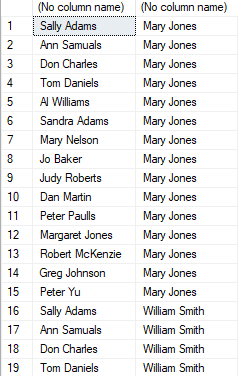 (No column name) (No column name)
1 Sally Adams Mary Jones
2 Ann Samuals Mary Jones
3 Don Charles Mary Jones
4 Tom Daniels Mary Jones
5 Al Williams Mary Jones
6 Sandra Adams Mary Jones
7 Mary Nelson Mary Jones
8 Jo Baker Mary Jones
9 Judy Roberts Mary Jones
10 Dan Martin Mary Jones
11 Peter Paulls Mary Jones
12 Margaret Jones Mary Jones
13 Robert McKenzie Mary Jones
14 Greg Johnson Mary Jones
15 Peter Yu Mary Jones
16 Sally Adams William Smith
17 Ann Samuals William Smith
18 Don Charles William Smith
19 Tom Daniels William Smith